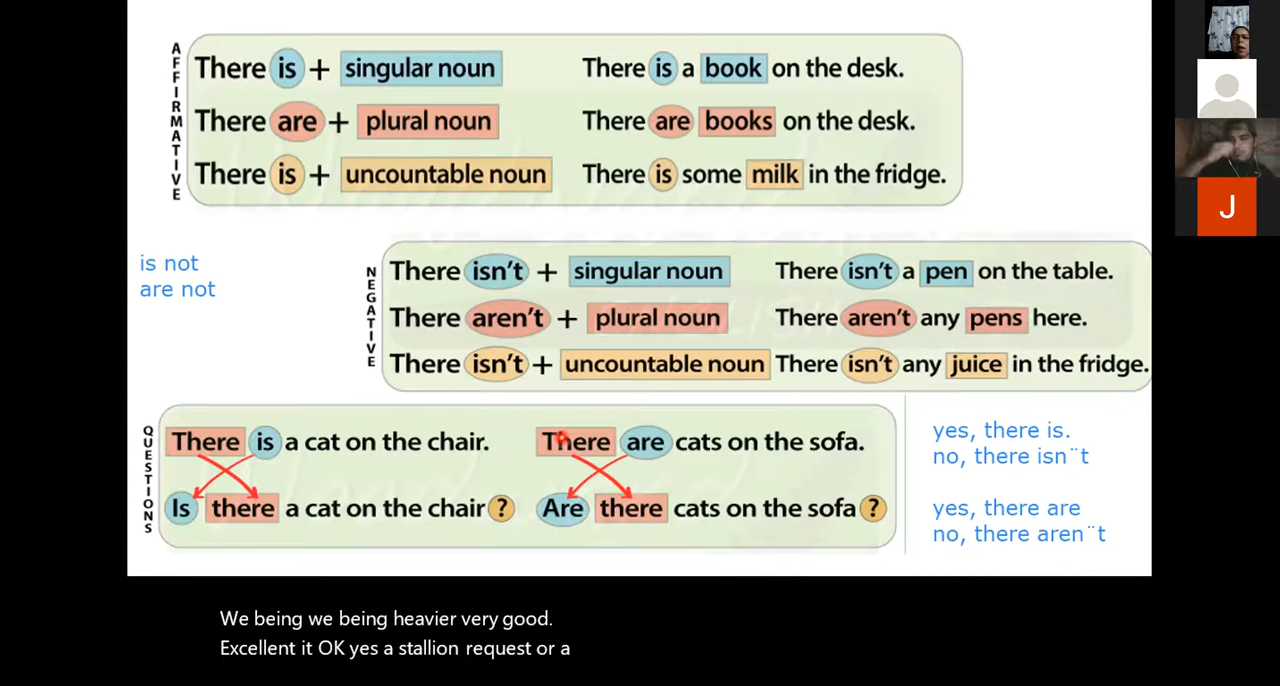 AFFIRMATIVE
There is + singular noun There is a book on the desk.
There are + plural noun There are books on the desk.
There is + uncountable noun There is some milk in the fridge.
is not
are not
NEGATIVE
There isn't + singular noun There isn't a pen on the table.
There aren't + plural noun There aren't any pens here.
There isn't + uncountable noun There isn't any juice in the fridge.
QUESTIONS
There is a cat on the chair. There are cats on the sofa.
Is there a cat on the chair ? Are there cats on the sofa ?
yes, there is.
no, there isn¨t
yes, there are
no, there aren¨t
J
We being we being heavier very good.
Excellent it OK yes a stallion request or a